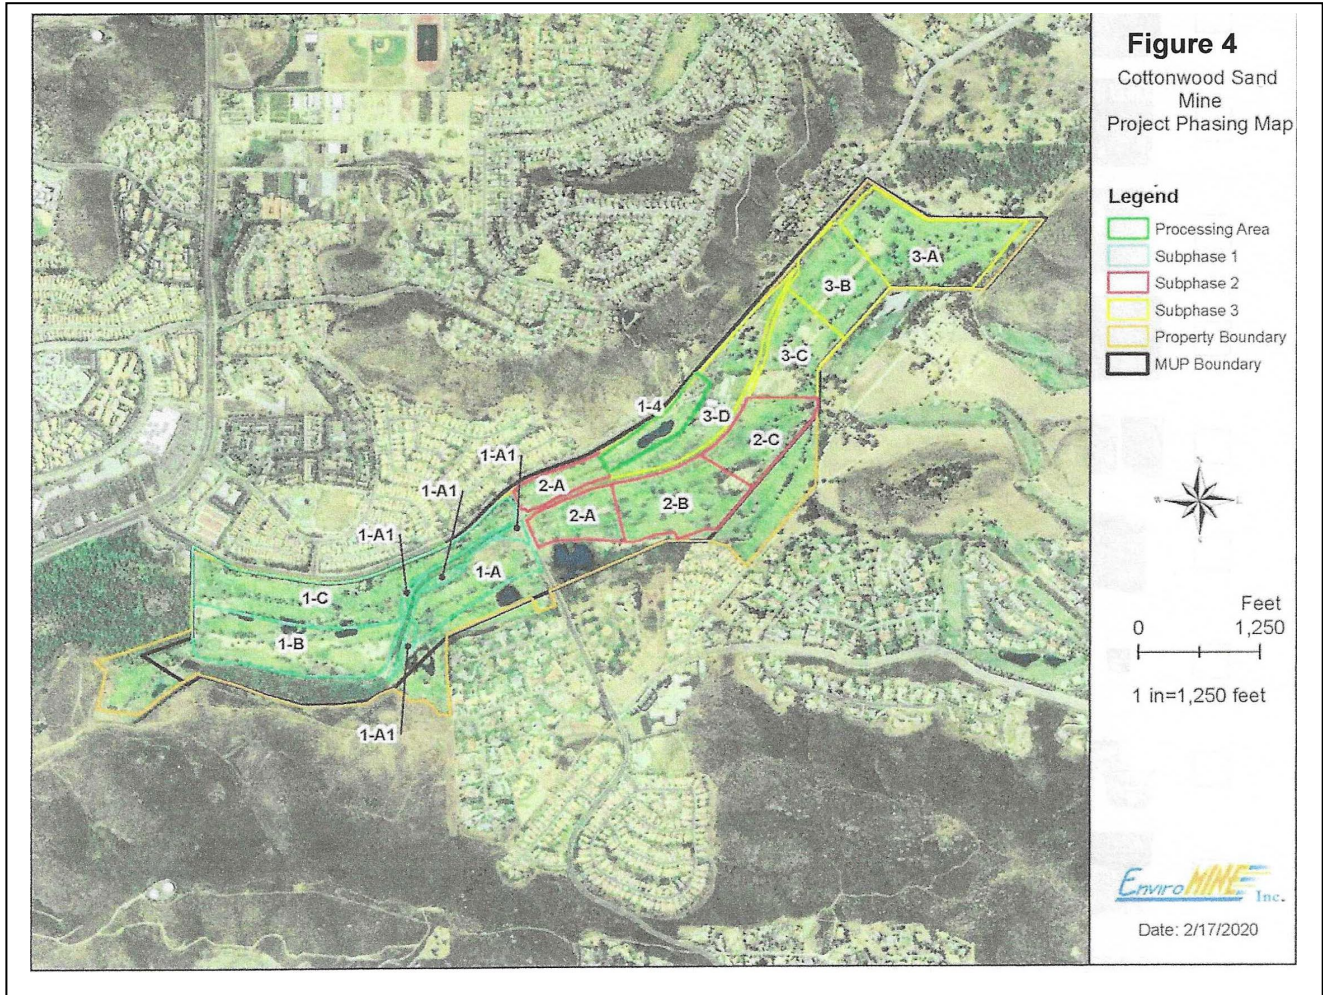 Figure 4
Cottonwood Sand
Mine
Project Phasing Map
Legend
Processing Area
Subphase 1
Subphase 2
Subphase 3
Property Boundary
MUP Boundary
3-A
3-B
3-C
1-4
3-D
2-C
1-A1
2-A
1-A1
2-B
2-A
1-A1
1-A
1-C
1-B
1-A1
N
W
E
S
Feet
0 1,250
1 in=1,250 feet
EnviroMINE Inc.
Date: 2/17/2020